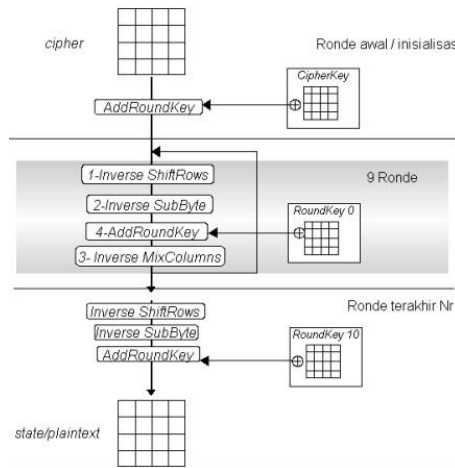 cipher
Ronde awal / inisialisas
CipherKey
AddRoundKey
1-Inverse ShiftRows
9 Ronde
2-Inverse SubByte
RoundKey 0
4-AddRoundKey
3- Inverse MixColumns
Ronde terakhir Nr
Inverse ShiftRows
Inverse SubByte
RoundKey 10
AddRoundKey
state/plaintext